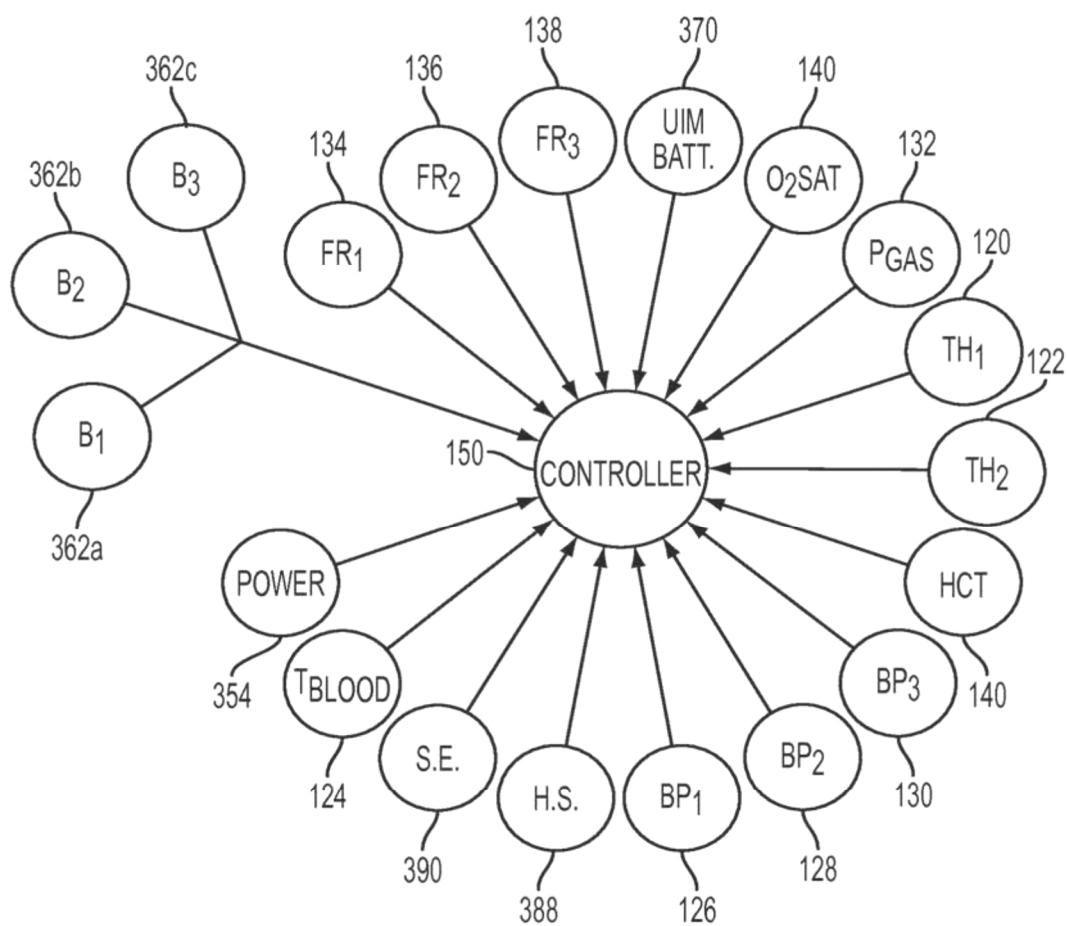 138
370
136
140
362c
134
132
362b
120
122
B3
FR1
FR2
FR3
UIM
BATT.
O2SAT
PGAS
TH1
B2
B1
150
CONTROLLER
TH2
362a
POWER
HCT
354
TBLOOD
BP3
140
124
S.E.
H.S.
BP1
BP2
130
390
388
126
128